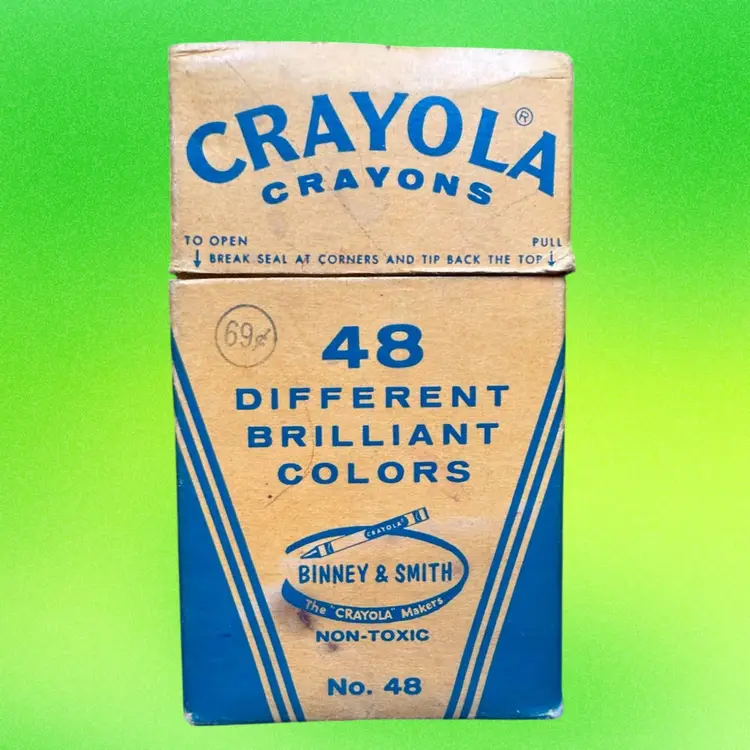 CRAYOLA®
CRAYONS
TO OPEN PULL
↓ BREAK SEAL AT CORNERS AND TIP BACK THE TOP ↓
69¢
48
DIFFERENT
BRILLIANT
COLORS
CRAYOLA
BINNEY & SMITH
The "CRAYOLA" Makers
NON-TOXIC
No. 48